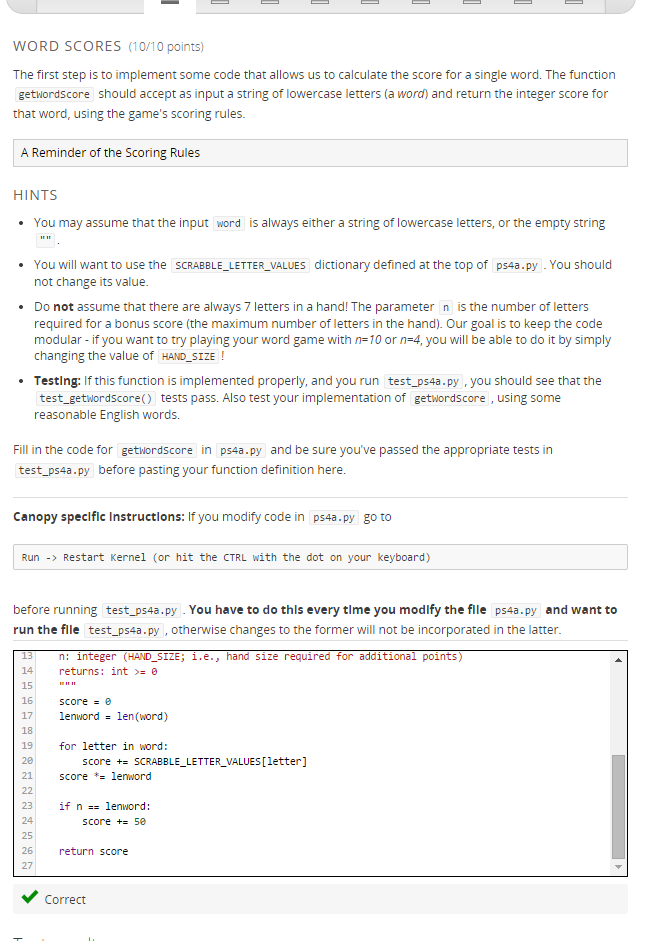 WORD SCORES (10/10 points)
The first step is to implement some code that allows us to calculate the score for a single word. The function
getWordScore should accept as input a string of lowercase letters (a word) and return the integer score for
that word, using the game's scoring rules.
A Reminder of the Scoring Rules
HINTS
• You may assume that the input word is always either a string of lowercase letters, or the empty string
"" .
• You will want to use the SCRABBLE_LETTER_VALUES dictionary defined at the top of ps4a.py . You should
not change its value.
• Do not assume that there are always 7 letters in a hand! The parameter n is the number of letters
required for a bonus score (the maximum number of letters in the hand). Our goal is to keep the code
modular - if you want to try playing your word game with n=10 or n=4, you will be able to do it by simply
changing the value of HAND_SIZE !
• Testing: If this function is implemented properly, and you run test_ps4a.py , you should see that the
test_getWordScore() tests pass. Also test your implementation of getWordScore , using some
reasonable English words.
Fill in the code for getWordScore in ps4a.py and be sure you've passed the appropriate tests in
test_ps4a.py before pasting your function definition here.
Canopy specific instructions: If you modify code in ps4a.py go to
Run -> Restart Kernel (or hit the CTRL with the dot on your keyboard)
before running test_ps4a.py . You have to do this every time you modify the file ps4a.py and want to
run the file test_ps4a.py , otherwise changes to the former will not be incorporated in the latter.
13 n: integer (HAND_SIZE; i.e., hand size required for additional points)
14 returns: int >= 0
15 """
16 score = 0
17 lenword = len(word)
18
19 for letter in word:
20 score += SCRABBLE_LETTER_VALUES[letter]
21 score *= lenword
22
23 if n == lenword:
24 score += 50
25
26 return score
27
Correct